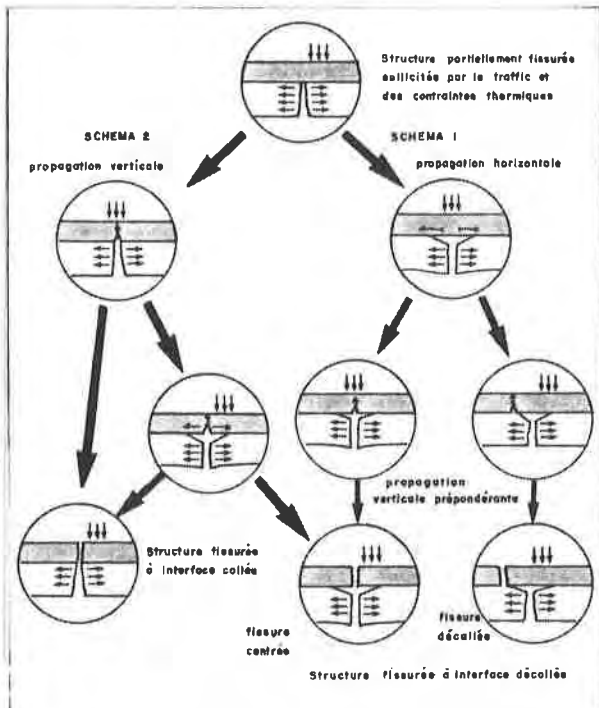 Structure partiellement fissurée
sollicitée par le traffic et
des contraintes thermiques
SCHEMA 2
propagation verticale
SCHEMA 1
propagation horizontale
propagation
verticale prépondérante
Structure fissurée
à interface collée
fissure
centrée
fissure
décallée
Structure fissurée à interface décollée